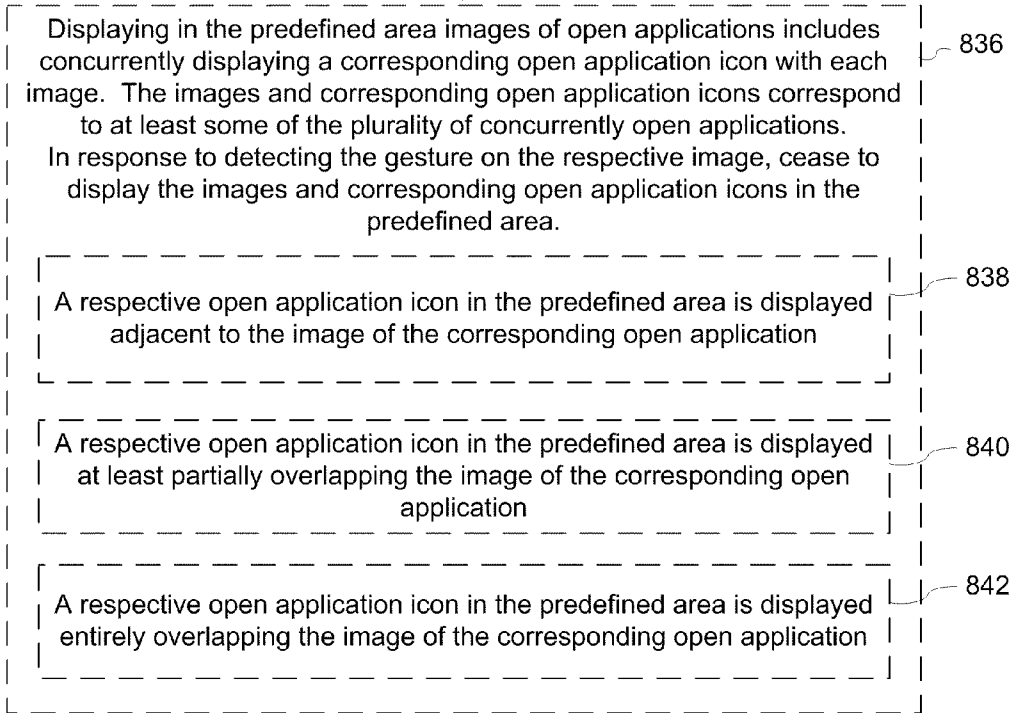 Displaying in the predefined area images of open applications includes
concurrently displaying a corresponding open application icon with each
image.  The images and corresponding open application icons correspond
to at least some of the plurality of concurrently open applications.
In response to detecting the gesture on the respective image, cease to
display the images and corresponding open application icons in the
predefined area.
836
A respective open application icon in the predefined area is displayed
adjacent to the image of the corresponding open application
838
A respective open application icon in the predefined area is displayed
at least partially overlapping the image of the corresponding open
application
840
A respective open application icon in the predefined area is displayed
entirely overlapping the image of the corresponding open application
842